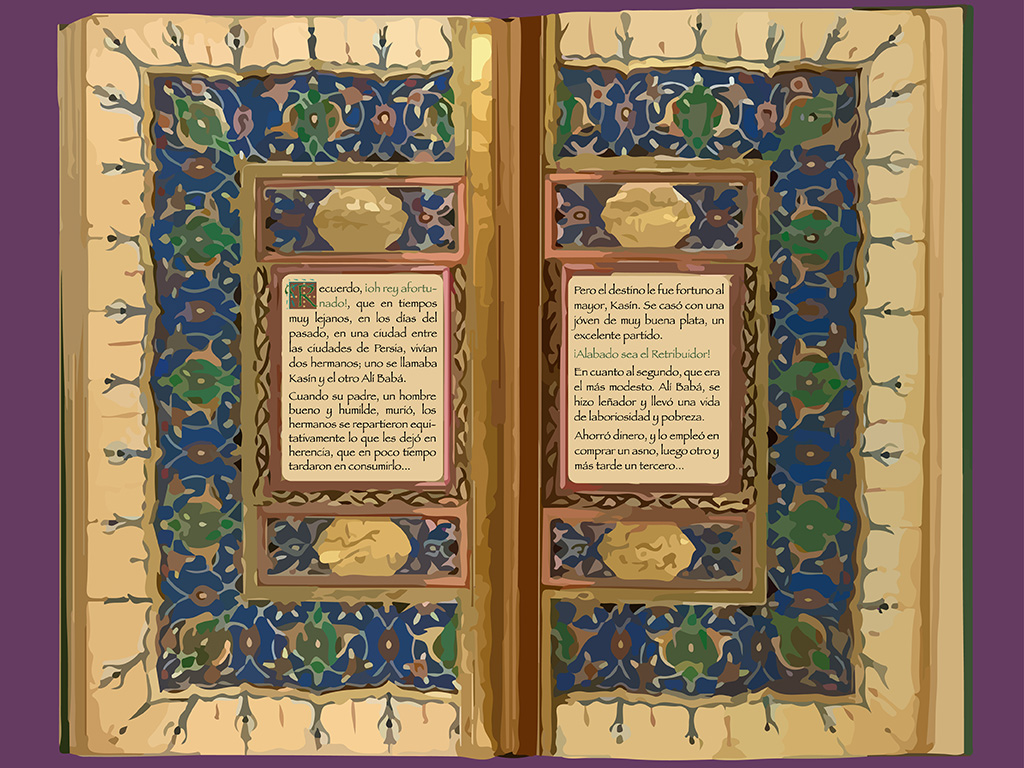 Recuerdo, ¡oh rey afortu-
nado!, que en tiempos
muy lejanos, en los días del
pasado, en una ciudad entre
las ciudades de Persia, vivían
dos hermanos; uno se llamaba
Kasín y el otro Alí Babá.
Cuando su padre, un hombre
bueno y humilde, murió, los
hermanos se repartieron equi-
tativamente lo que les dejó en
herencia, que en poco tiempo
tardaron en consumirlo...
Pero el destino le fue fortuno al
mayor, Kasín. Se casó con una
jóven de muy buena plata, un
excelente partido.
¡Alabado sea el Retribuidor!
En cuanto al segundo, que era
el más modesto. Alí Babá, se
hizo leñador y llevó una vida
de laboriosidad y pobreza.
Ahorró dinero, y lo empleó en
comprar un asno, luego otro y
más tarde un tercero...